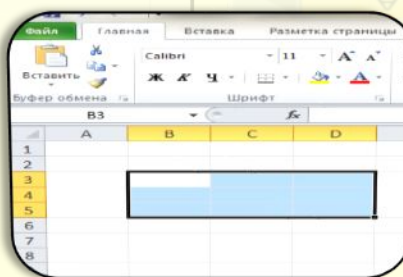 Файл Главная Вставка Разметка страницы
Calibri 11 A A
Вставить Ж К Ч A
Буфер обмена Шрифт
B3 fx
A B C D
1
2
3
4
5
6
7
8